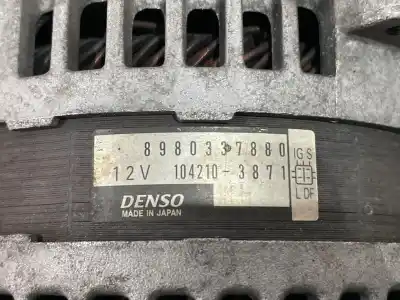 8980337880
12V 104210-3871
IG S
L DF
DENSO
MADE IN JAPAN